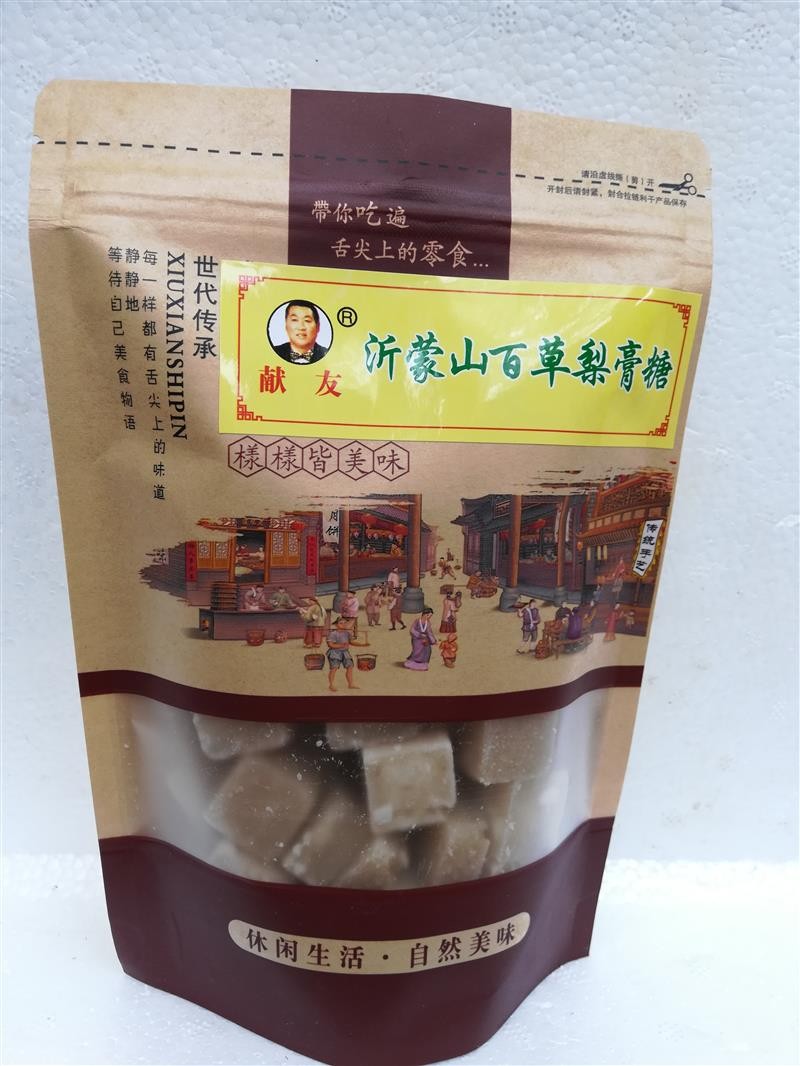 请沿虚线撕(剪)开
开封后请封紧，封合拉链利于产品保存
帶你吃遍
舌尖上的零食...
世代传承
XIUXIANSHIPIN
每一样都有舌尖上的味道
静静地
等待自己美食物语
®
献友
沂蒙山百草梨膏糖
樣樣皆美味
月饼
传统手艺
休闲生活·自然美味